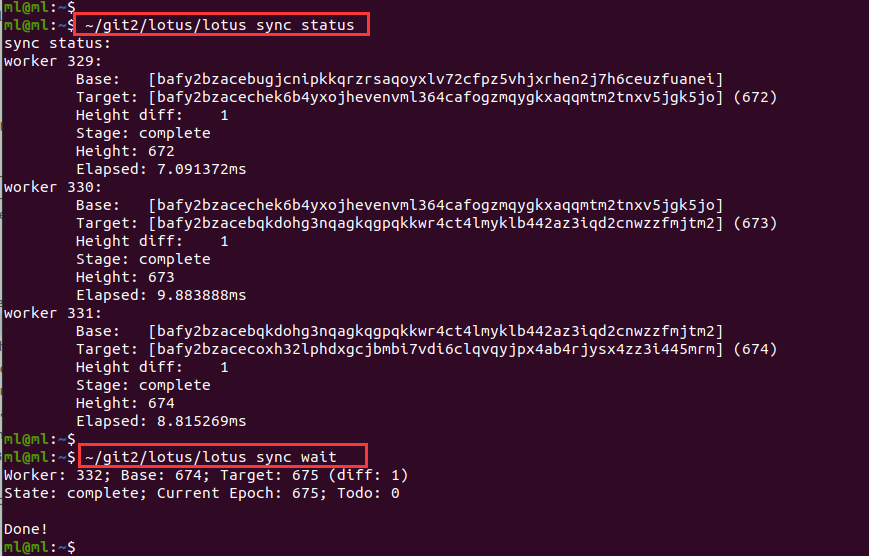 ml@ml:~$
ml@ml:~$ ~/git2/lotus/lotus sync status
sync status:
worker 329:
Base: [bafy2bzacebugjcnipkkqrzrsaqoyxlv72cfpz5vhjxrhen2j7h6ceuzfuanei]
Target: [bafy2bzacechek6b4yxojhevenvml364cafogzmqygkxaqqmtm2tnxv5jgk5jo] (672)
Height diff: 1
Stage: complete
Height: 672
Elapsed: 7.091372ms
worker 330:
Base: [bafy2bzacechek6b4yxojhevenvml364cafogzmqygkxaqqmtm2tnxv5jgk5jo]
Target: [bafy2bzacebqkdohg3nqagkqgpqkkwr4ct4lmyklb442az3iqd2cnwzzfmjtm2] (673)
Height diff: 1
Stage: complete
Height: 673
Elapsed: 9.883888ms
worker 331:
Base: [bafy2bzacebqkdohg3nqagkqgpqkkwr4ct4lmyklb442az3iqd2cnwzzfmjtm2]
Target: [bafy2bzacecoxh32lphdxgcjbmbi7vdi6clqvqyjpx4ab4rjysx4zz3i445mrm] (674)
Height diff: 1
Stage: complete
Height: 674
Elapsed: 8.815269ms
ml@ml:~$
ml@ml:~$ ~/git2/lotus/lotus sync wait
Worker: 332; Base: 674; Target: 675 (diff: 1)
State: complete; Current Epoch: 675; Todo: 0
Done!
ml@ml:~$